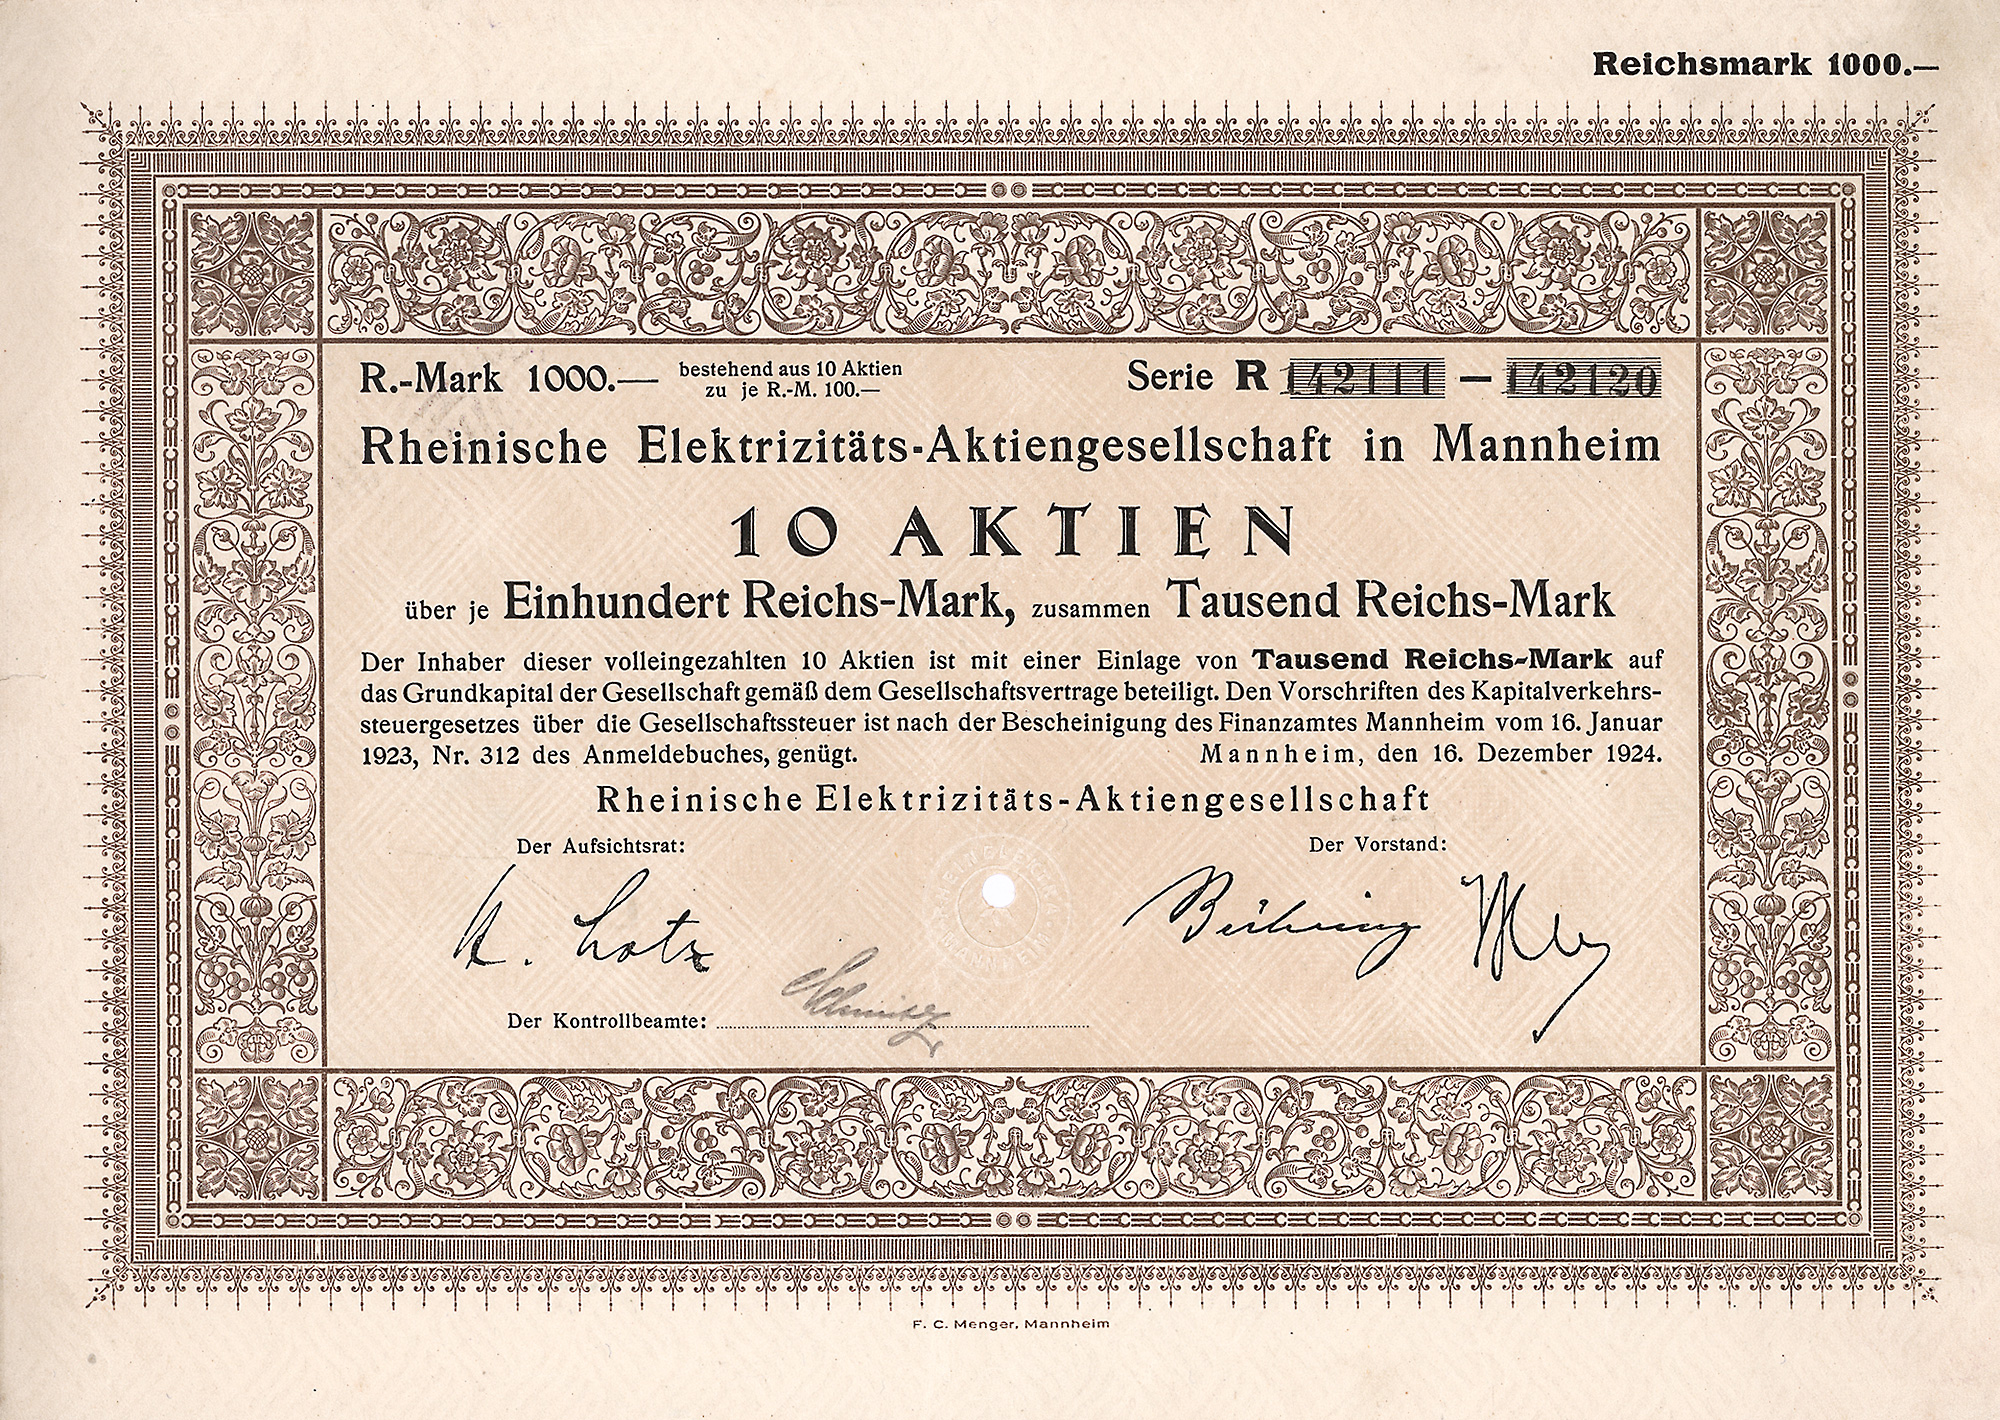 Reichsmark 1000.—
R.-Mark 1000.— bestehend aus 10 Aktien zu je R.-M. 100.— Serie R 142111 — 142120
Rheinische Elektrizitäts-Aktiengesellschaft in Mannheim
10 AKTIEN
über je Einhundert Reichs-Mark, zusammen Tausend Reichs-Mark
Der Inhaber dieser volleingezahlten 10 Aktien ist mit einer Einlage von Tausend Reichs-Mark auf
das Grundkapital der Gesellschaft gemäß dem Gesellschaftsvertrage beteiligt. Den Vorschriften des Kapitalverkehrs-
steuergesetzes über die Gesellschaftssteuer ist nach der Bescheinigung des Finanzamtes Mannheim vom 16. Januar
1923, Nr. 312 des Anmeldebuches, genügt. Mannheim, den 16. Dezember 1924.
Rheinische Elektrizitäts-Aktiengesellschaft
Der Aufsichtsrat: Der Vorstand:
Lotz Bühring
Schmitz
Der Kontrollbeamte:
F. C. Menger, Mannheim